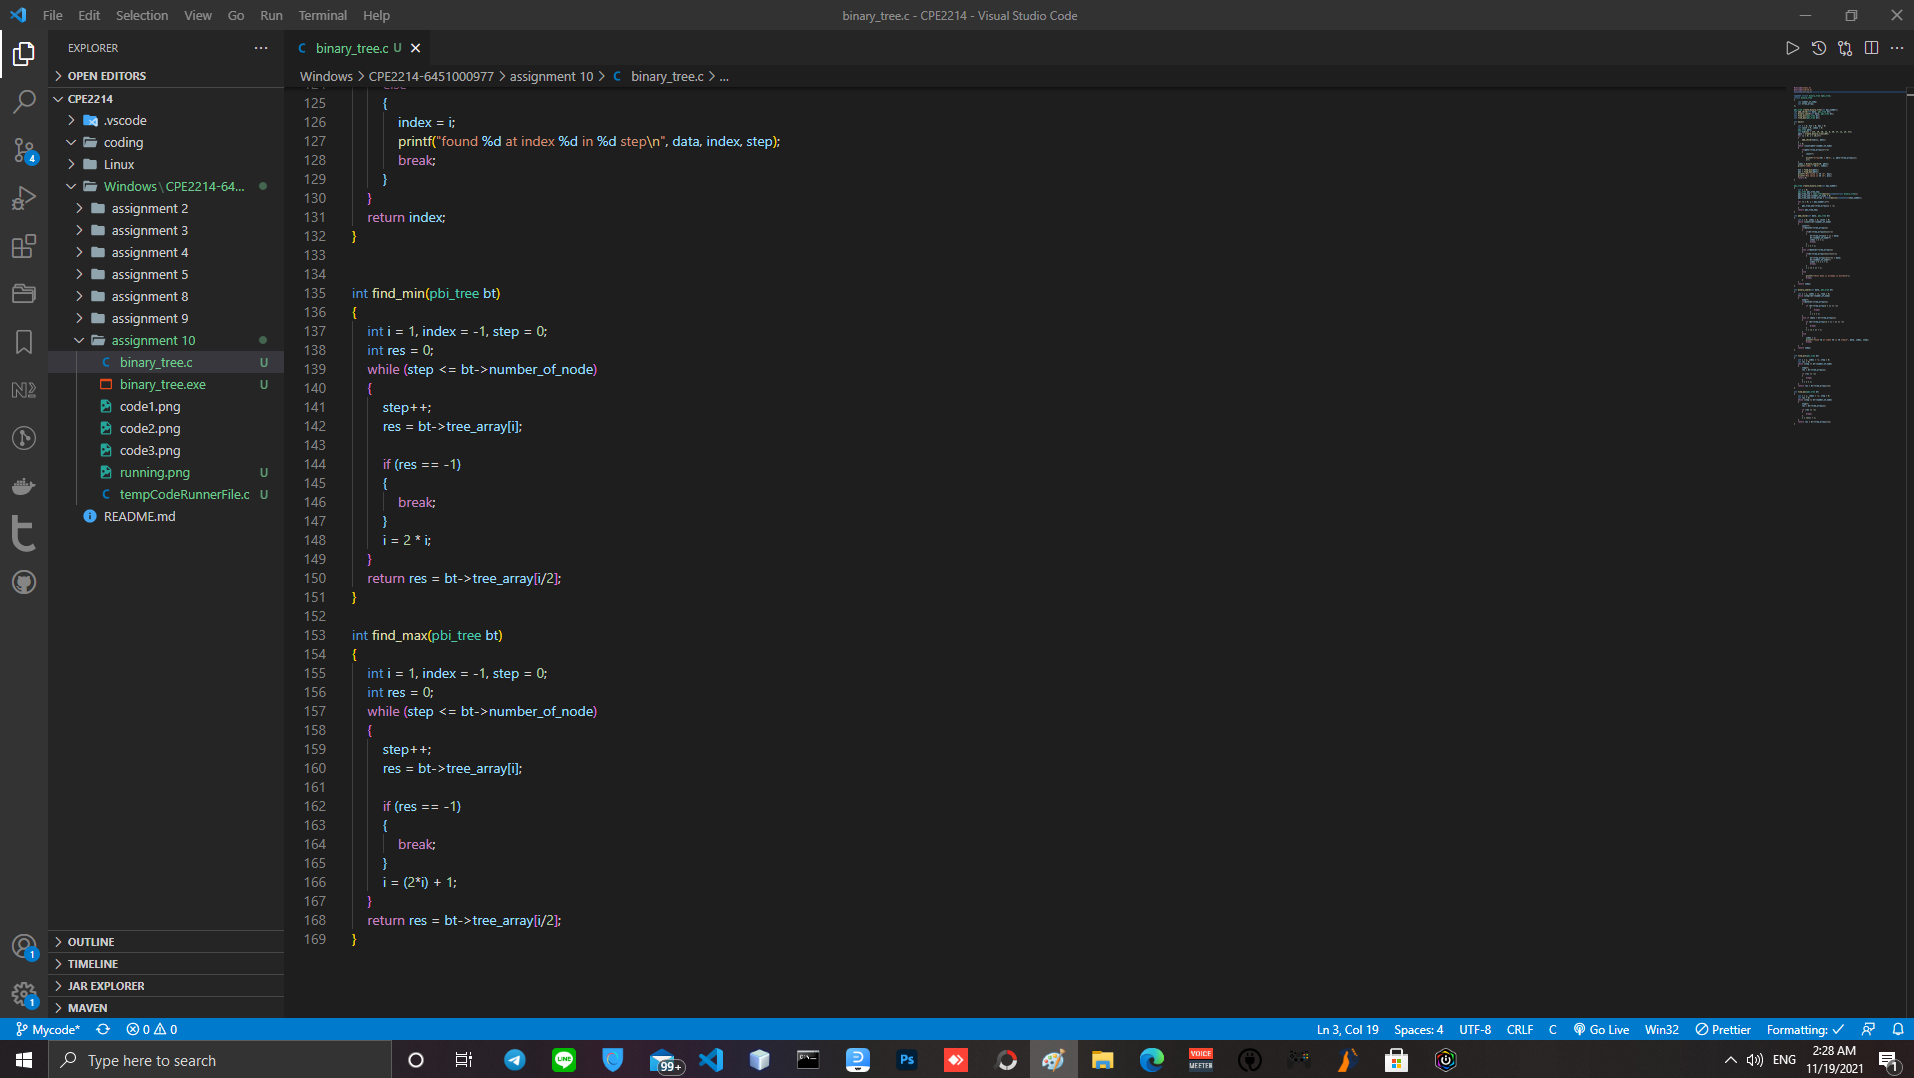 File Edit Selection View Go Run Terminal Help
binary_tree.c - CPE2214 - Visual Studio Code
EXPLORER
OPEN EDITORS
CPE2214
.vscode
coding
Linux
Windows \ CPE2214-64...
assignment 2
assignment 3
assignment 4
assignment 5
assignment 8
assignment 9
assignment 10
C binary_tree.c U
binary_tree.exe U
code1.png
code2.png
code3.png
running.png U
C tempCodeRunnerFile.c U
README.md
OUTLINE
TIMELINE
JAR EXPLORER
MAVEN
4
1
1
C binary_tree.c U
Windows > CPE2214-6451000977 > assignment 10 > C binary_tree.c > ...
124 else
125 {
126 index = i;
127 printf("found %d at index %d in %d step\n", data, index, step);
128 break;
129 }
130 }
131 return index;
132 }
133
134
135 int find_min(pbi_tree bt)
136 {
137 int i = 1, index = -1, step = 0;
138 int res = 0;
139 while (step <= bt->number_of_node)
140 {
141 step++;
142 res = bt->tree_array[i];
143
144 if (res == -1)
145 {
146 break;
147 }
148 i = 2 * i;
149 }
150 return res = bt->tree_array[i/2];
151 }
152
153 int find_max(pbi_tree bt)
154 {
155 int i = 1, index = -1, step = 0;
156 int res = 0;
157 while (step <= bt->number_of_node)
158 {
159 step++;
160 res = bt->tree_array[i];
161
162 if (res == -1)
163 {
164 break;
165 }
166 i = (2*i) + 1;
167 }
168 return res = bt->tree_array[i/2];
169 }
Mycode* 0 0
Ln 3, Col 19 Spaces: 4 UTF-8 CRLF C Go Live Win32 Prettier Formatting:
Type here to search
LINE
99+
Ps
VOICE
MEETER
ENG
2:28 AM
11/19/2021
1